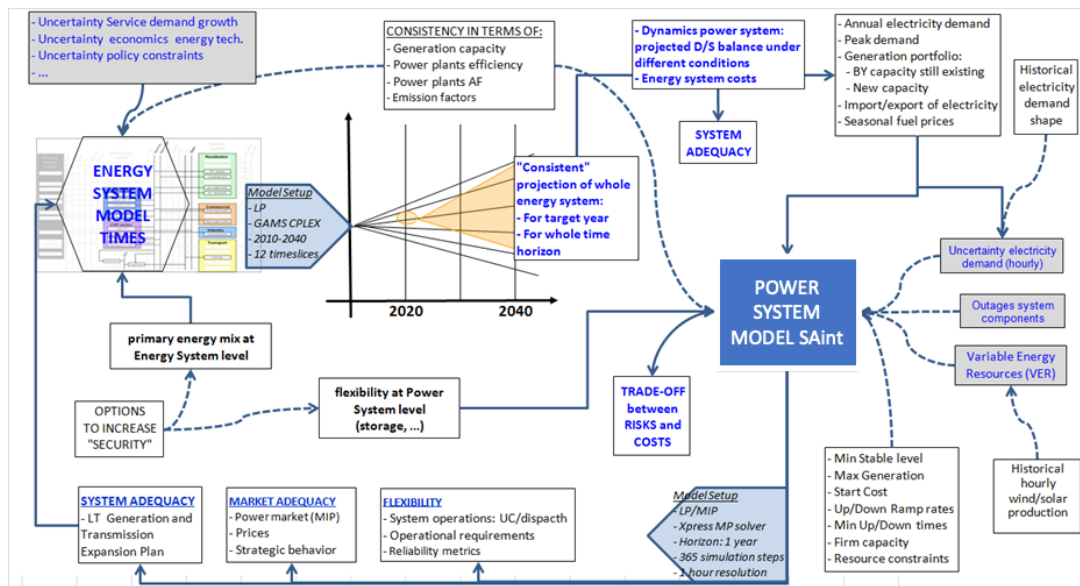 - Uncertainty Service demand growth
- Uncertainty economics energy tech.
- Uncertainty policy constraints
- ...
CONSISTENCY IN TERMS OF:
- Generation capacity
- Power plants efficiency
- Power plants AF
- Emission factors
- Dynamics power system:
projected D/S balance under
different conditions
- Energy system costs
- Annual electricity demand
- Peak demand
- Generation portfolio:
- BY capacity still existing
- New capacity
- Import/export of electricity
- Seasonal fuel prices
Historical
electricity
demand
shape
SYSTEM
ADEQUACY
ENERGY
SYSTEM
MODEL
TIMES
Residential
Commercial
Industry
Transport
Model Setup
- LP
- GAMS CPLEX
- 2010-2040
- 12 timeslices
"Consistent"
projection of whole
energy system:
- For target year
- For whole time
horizon
2020
2040
POWER
SYSTEM
MODEL SAint
Uncertainty electricity
demand (hourly)
Outages system
components
Variable Energy
Resources (VER)
primary energy mix at
Energy System level
OPTIONS
TO INCREASE
"SECURITY"
flexibility at Power
System level
(storage, ...)
TRADE-OFF
between
RISKS and
COSTS
- Min Stable level
- Max Generation
- Start Cost
- Up/Down Ramp rates
- Min Up/Down times
- Firm capacity
- Resource constraints
Historical
hourly
wind/solar
production
SYSTEM ADEQUACY
- LT Generation and
Transmission
Expansion Plan
MARKET ADEQUACY
- Power market (MIP)
- Prices
- Strategic behavior
FLEXIBILITY
- System operations: UC/dispacth
- Operational requirements
- Reliability metrics
Model Setup
- LP/MIP
- Xpress MP solver
- Horizon: 1 year
- 365 simulation steps
- 1 hour resolution